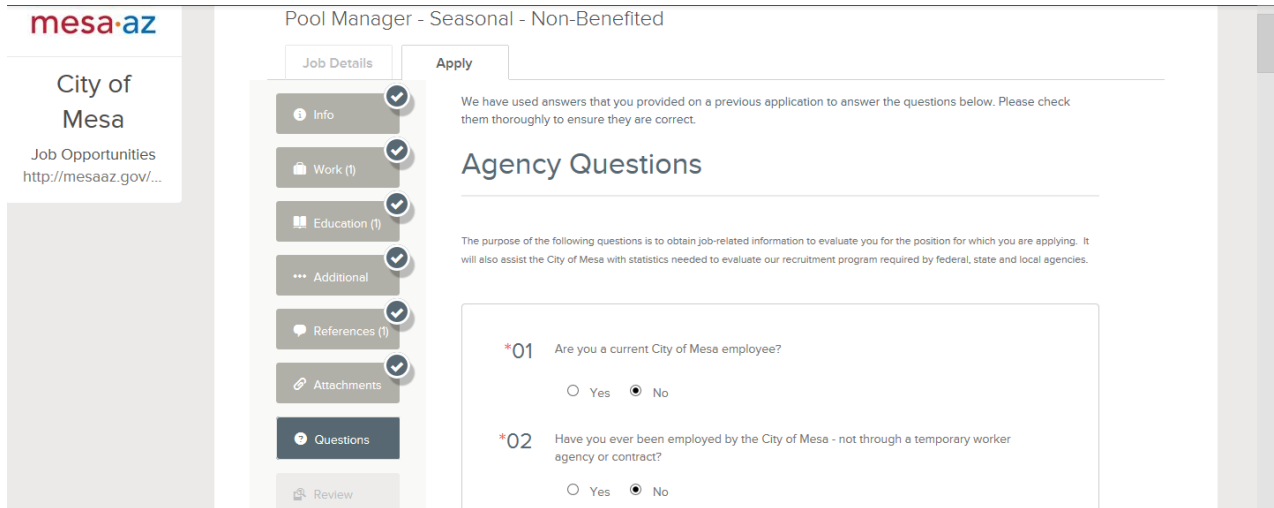 mesa·az
City of
Mesa
Job Opportunities
http://mesaaz.gov/...
Pool Manager - Seasonal - Non-Benefited
Job Details
Apply
Info
Work (1)
Education (1)
Additional
References (1)
Attachments
Questions
Review
We have used answers that you provided on a previous application to answer the questions below. Please check
them thoroughly to ensure they are correct.
Agency Questions
The purpose of the following questions is to obtain job-related information to evaluate you for the position for which you are applying. It
will also assist the City of Mesa with statistics needed to evaluate our recruitment program required by federal, state and local agencies.
*01 Are you a current City of Mesa employee?
Yes No
*02 Have you ever been employed by the City of Mesa - not through a temporary worker
agency or contract?
Yes No